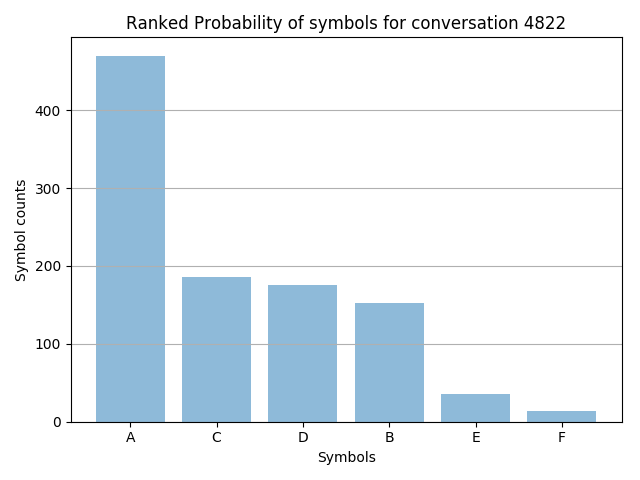 Ranked Probability of symbols for conversation 4822
Symbol counts
400
300
200
100
0
A C D B E F
Symbols